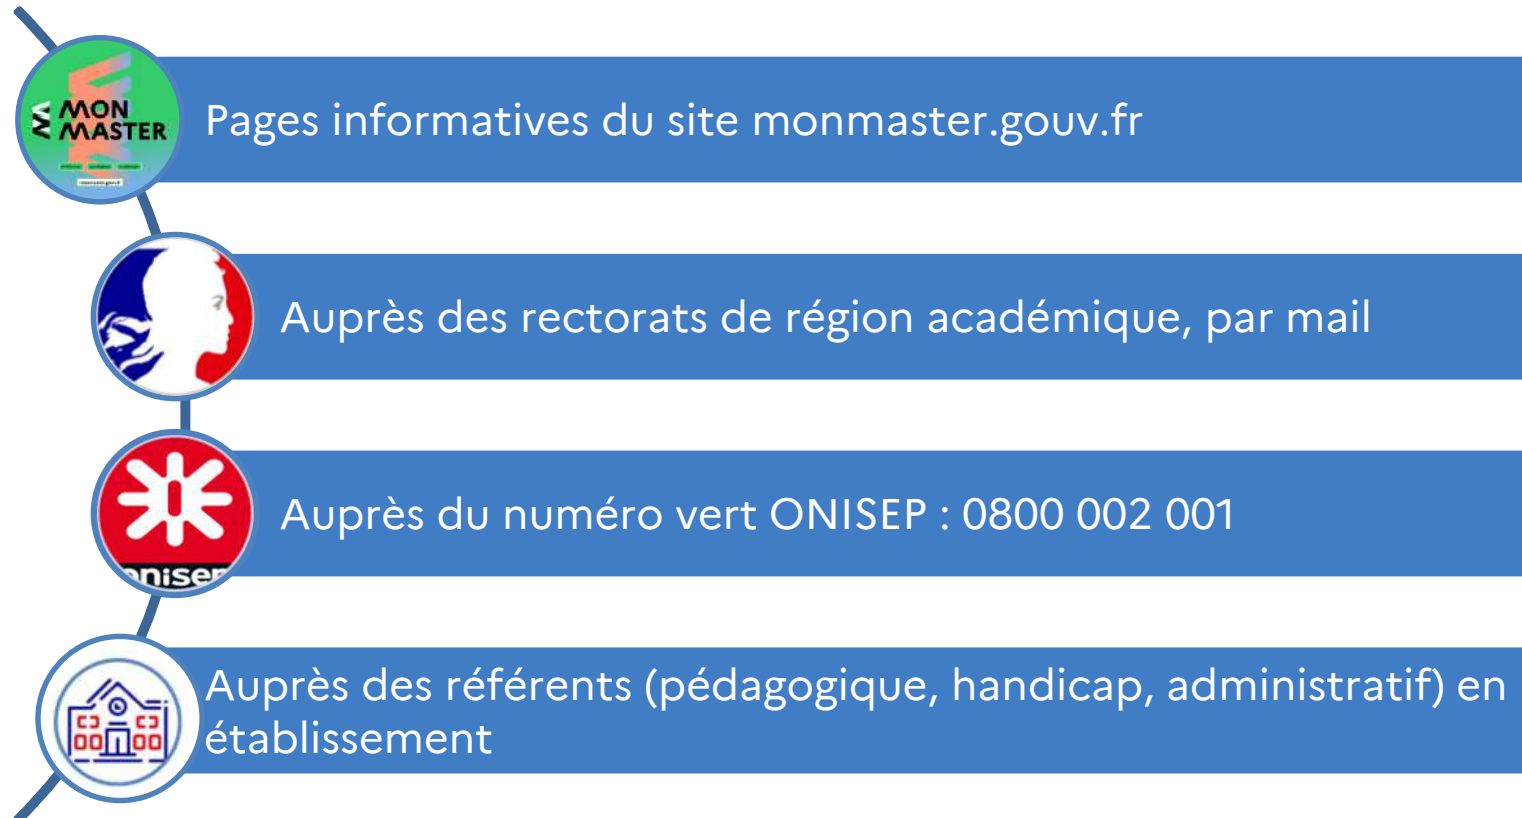 MON
MASTER
Pages informatives du site monmaster.gouv.fr
Auprès des rectorats de région académique, par mail
Auprès du numéro vert ONISEP : 0800 002 001
onisep
Auprès des référents (pédagogique, handicap, administratif) en
établissement